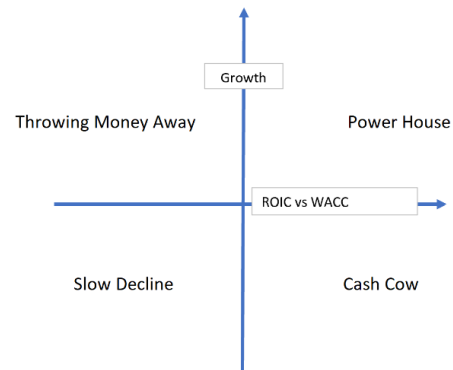 Growth
Throwing Money Away
Power House
ROIC vs WACC
Slow Decline
Cash Cow